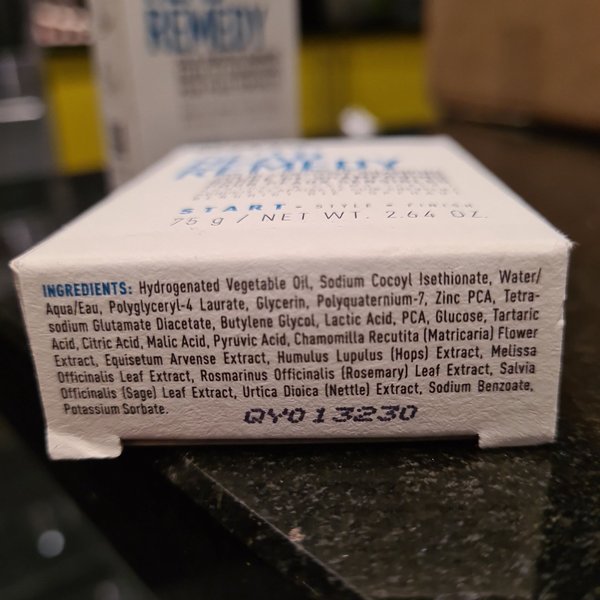 REMEDY
REMEDY
START • STYLE • FINISH
75 g / NET WT. 2.64 OZ.
INGREDIENTS: Hydrogenated Vegetable Oil, Sodium Cocoyl Isethionate, Water/
Aqua/Eau, Polyglyceryl-4 Laurate, Glycerin, Polyquaternium-7, Zinc PCA, Tetra-
sodium Glutamate Diacetate, Butylene Glycol, Lactic Acid, PCA, Glucose, Tartaric
Acid, Citric Acid, Malic Acid, Pyruvic Acid, Chamomilla Recutita (Matricaria) Flower
Extract, Equisetum Arvense Extract, Humulus Lupulus (Hops) Extract, Melissa
Officinalis Leaf Extract, Rosmarinus Officinalis (Rosemary) Leaf Extract, Salvia
Officinalis (Sage) Leaf Extract, Urtica Dioica (Nettle) Extract, Sodium Benzoate,
Potassium Sorbate.
QYO13230